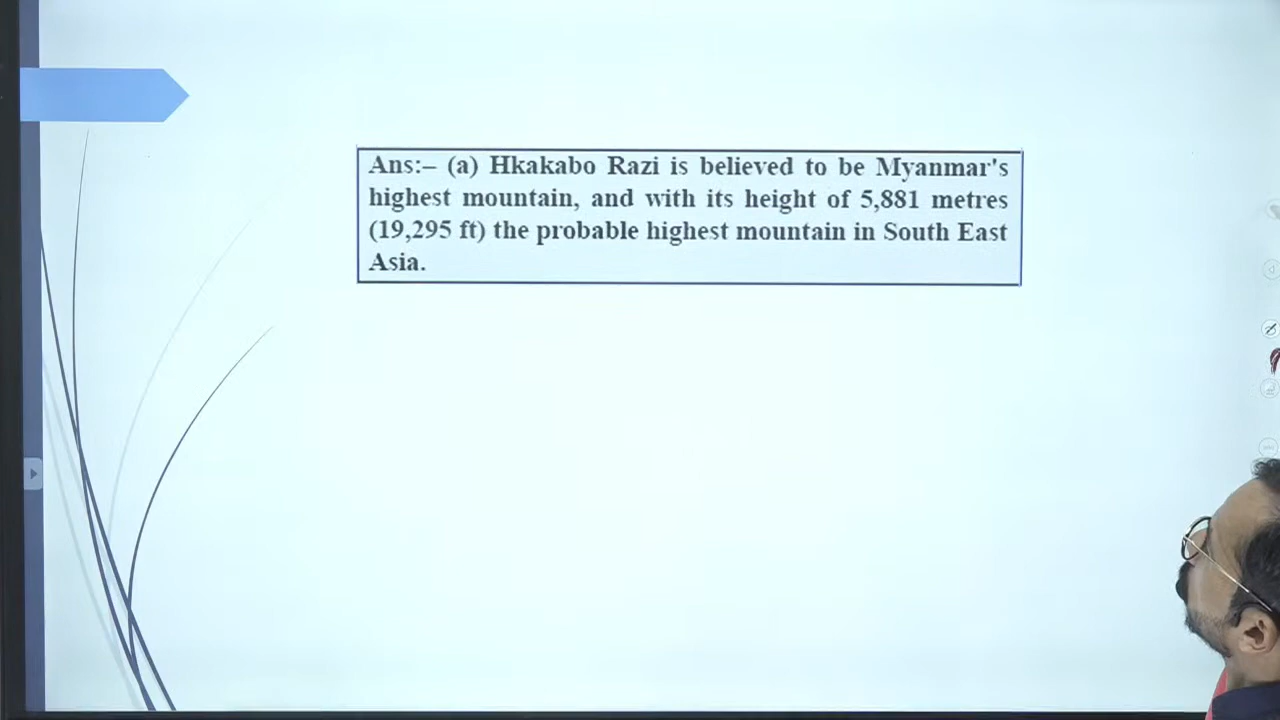 Ans:– (a) Hkakabo Razi is believed to be Myanmar's
highest mountain, and with its height of 5,881 metres
(19,295 ft) the probable highest mountain in South East
Asia.